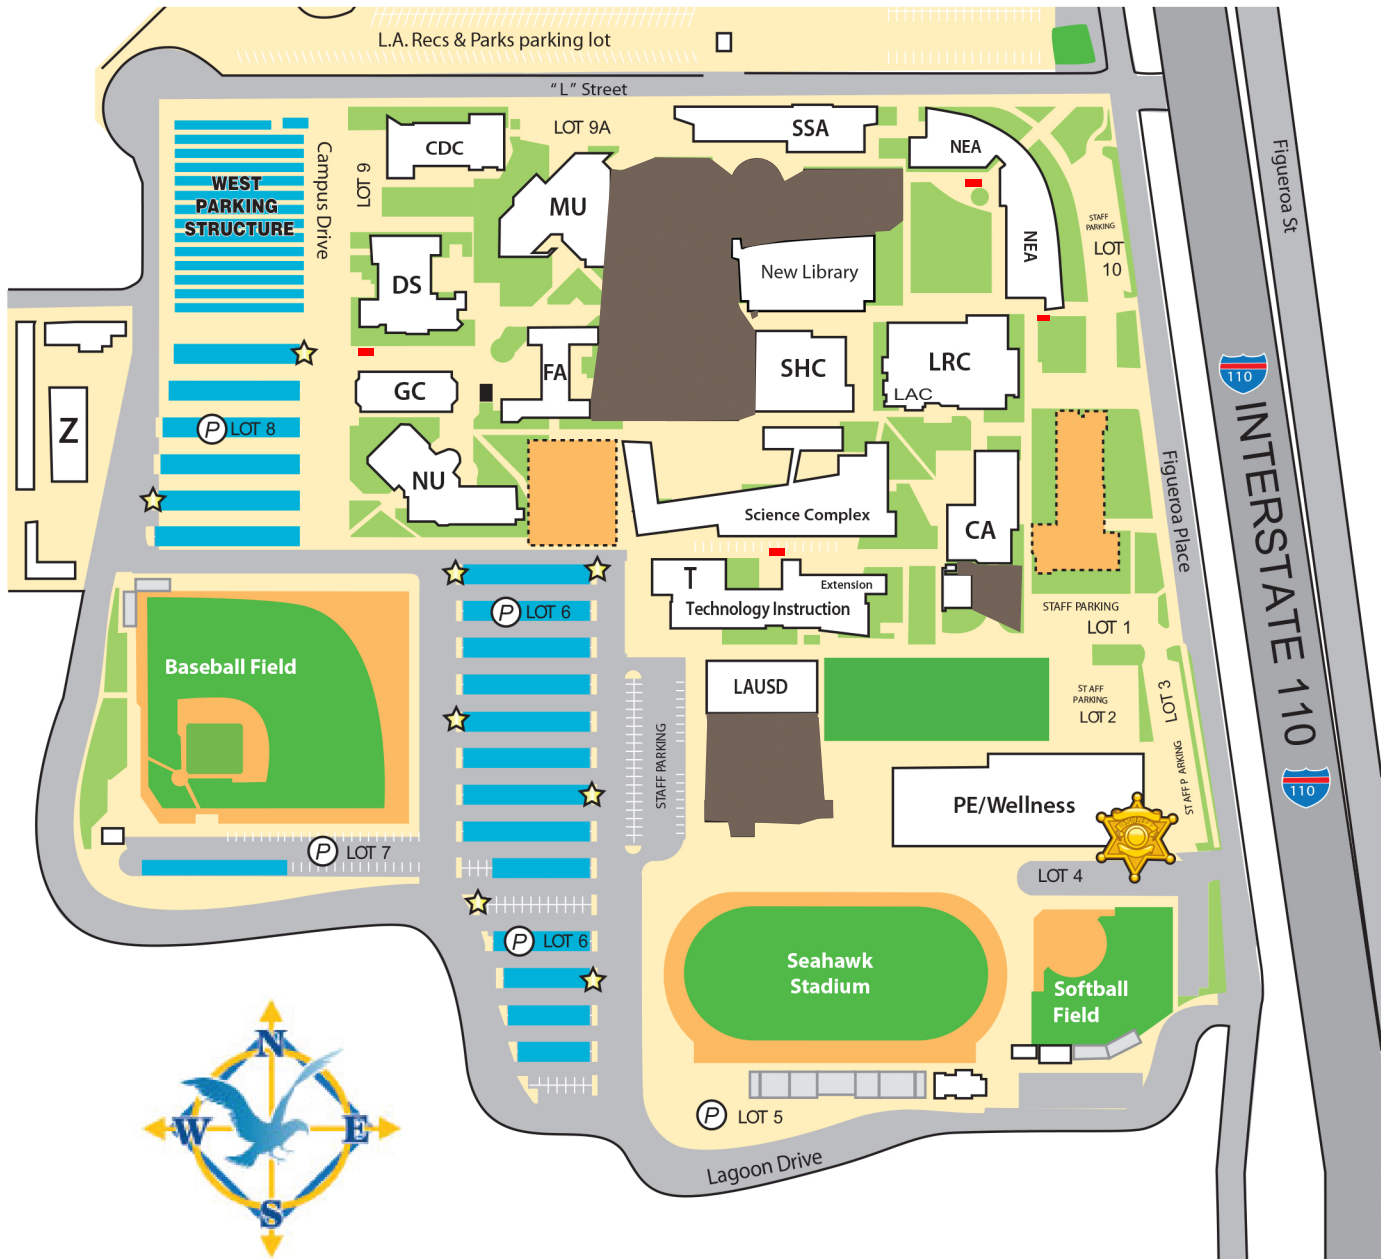 L.A. Recs & Parks parking lot
"L" Street
Figueroa St
LOT 9A
SSA
CDC
NEA
WEST
PARKING
STRUCTURE
Campus Drive
LOT 9
MU
NEA
STAFF
PARKING
LOT
10
New Library
DS
FA
SHC
LRC
LAC
GC
110
Z
P LOT 8
NU
Science Complex
CA
INTERSTATE 110
Figueroa Place
T
Extension
Technology Instruction
P LOT 6
STAFF PARKING
LOT 1
Baseball Field
LAUSD
STAFF
PARKING
LOT 2
LOT 3
STAFF PARKING
STAFF PARKING
110
PE/Wellness
P LOT 7
LOT 4
P LOT 6
Seahawk
Stadium
Softball
Field
N
W
E
S
P LOT 5
Lagoon Drive